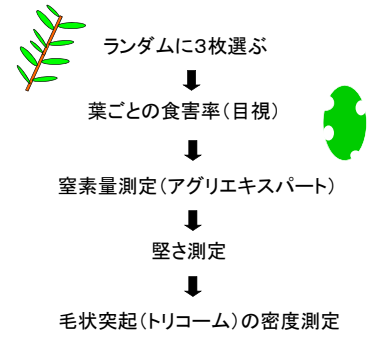 ランダムに3枚選ぶ
葉ごとの食害率(目視)
窒素量測定(アグリエキスパート)
堅さ測定
毛状突起(トリコーム)の密度測定